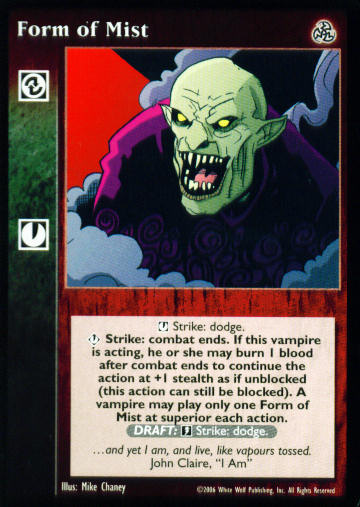 Form of Mist
Strike: dodge.
Strike: combat ends. If this vampire
is acting, he or she may burn 1 blood
after combat ends to continue the
action at +1 stealth as if unblocked
(this action can still be blocked). A
vampire may play only one Form of
Mist at superior each action.
DRAFT: Strike: dodge.
...and yet I am, and live, like vapours tossed.
John Claire, “I Am”
Illus: Mike Chaney
©2006 White Wolf Publishing, Inc. All Rights Reserved